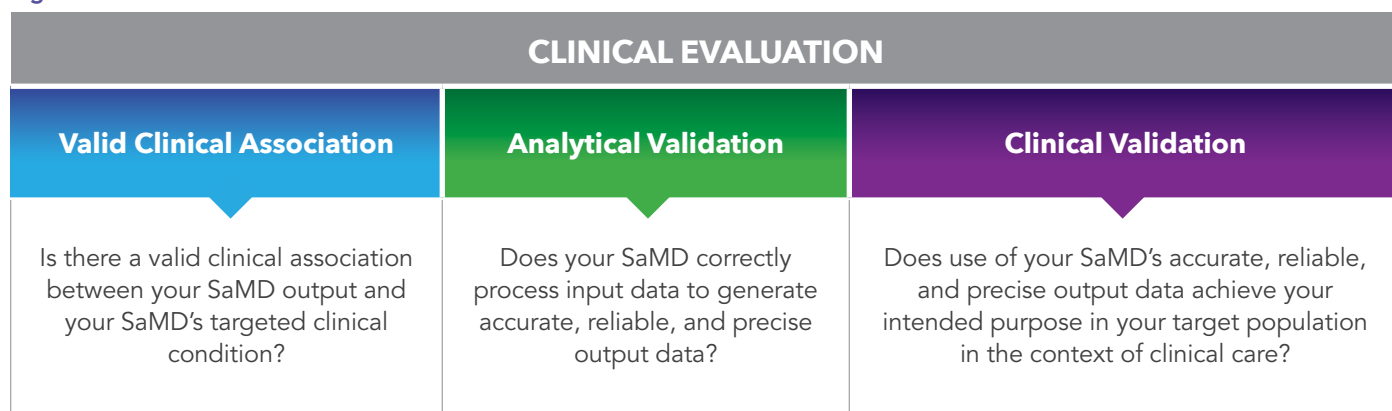 CLINICAL EVALUATION
Valid Clinical Association
Analytical Validation
Clinical Validation
Is there a valid clinical association
between your SaMD output and
your SaMD's targeted clinical
condition?
Does your SaMD correctly
process input data to generate
accurate, reliable, and precise
output data?
Does use of your SaMD’s accurate, reliable,
and precise output data achieve your
intended purpose in your target population
in the context of clinical care?